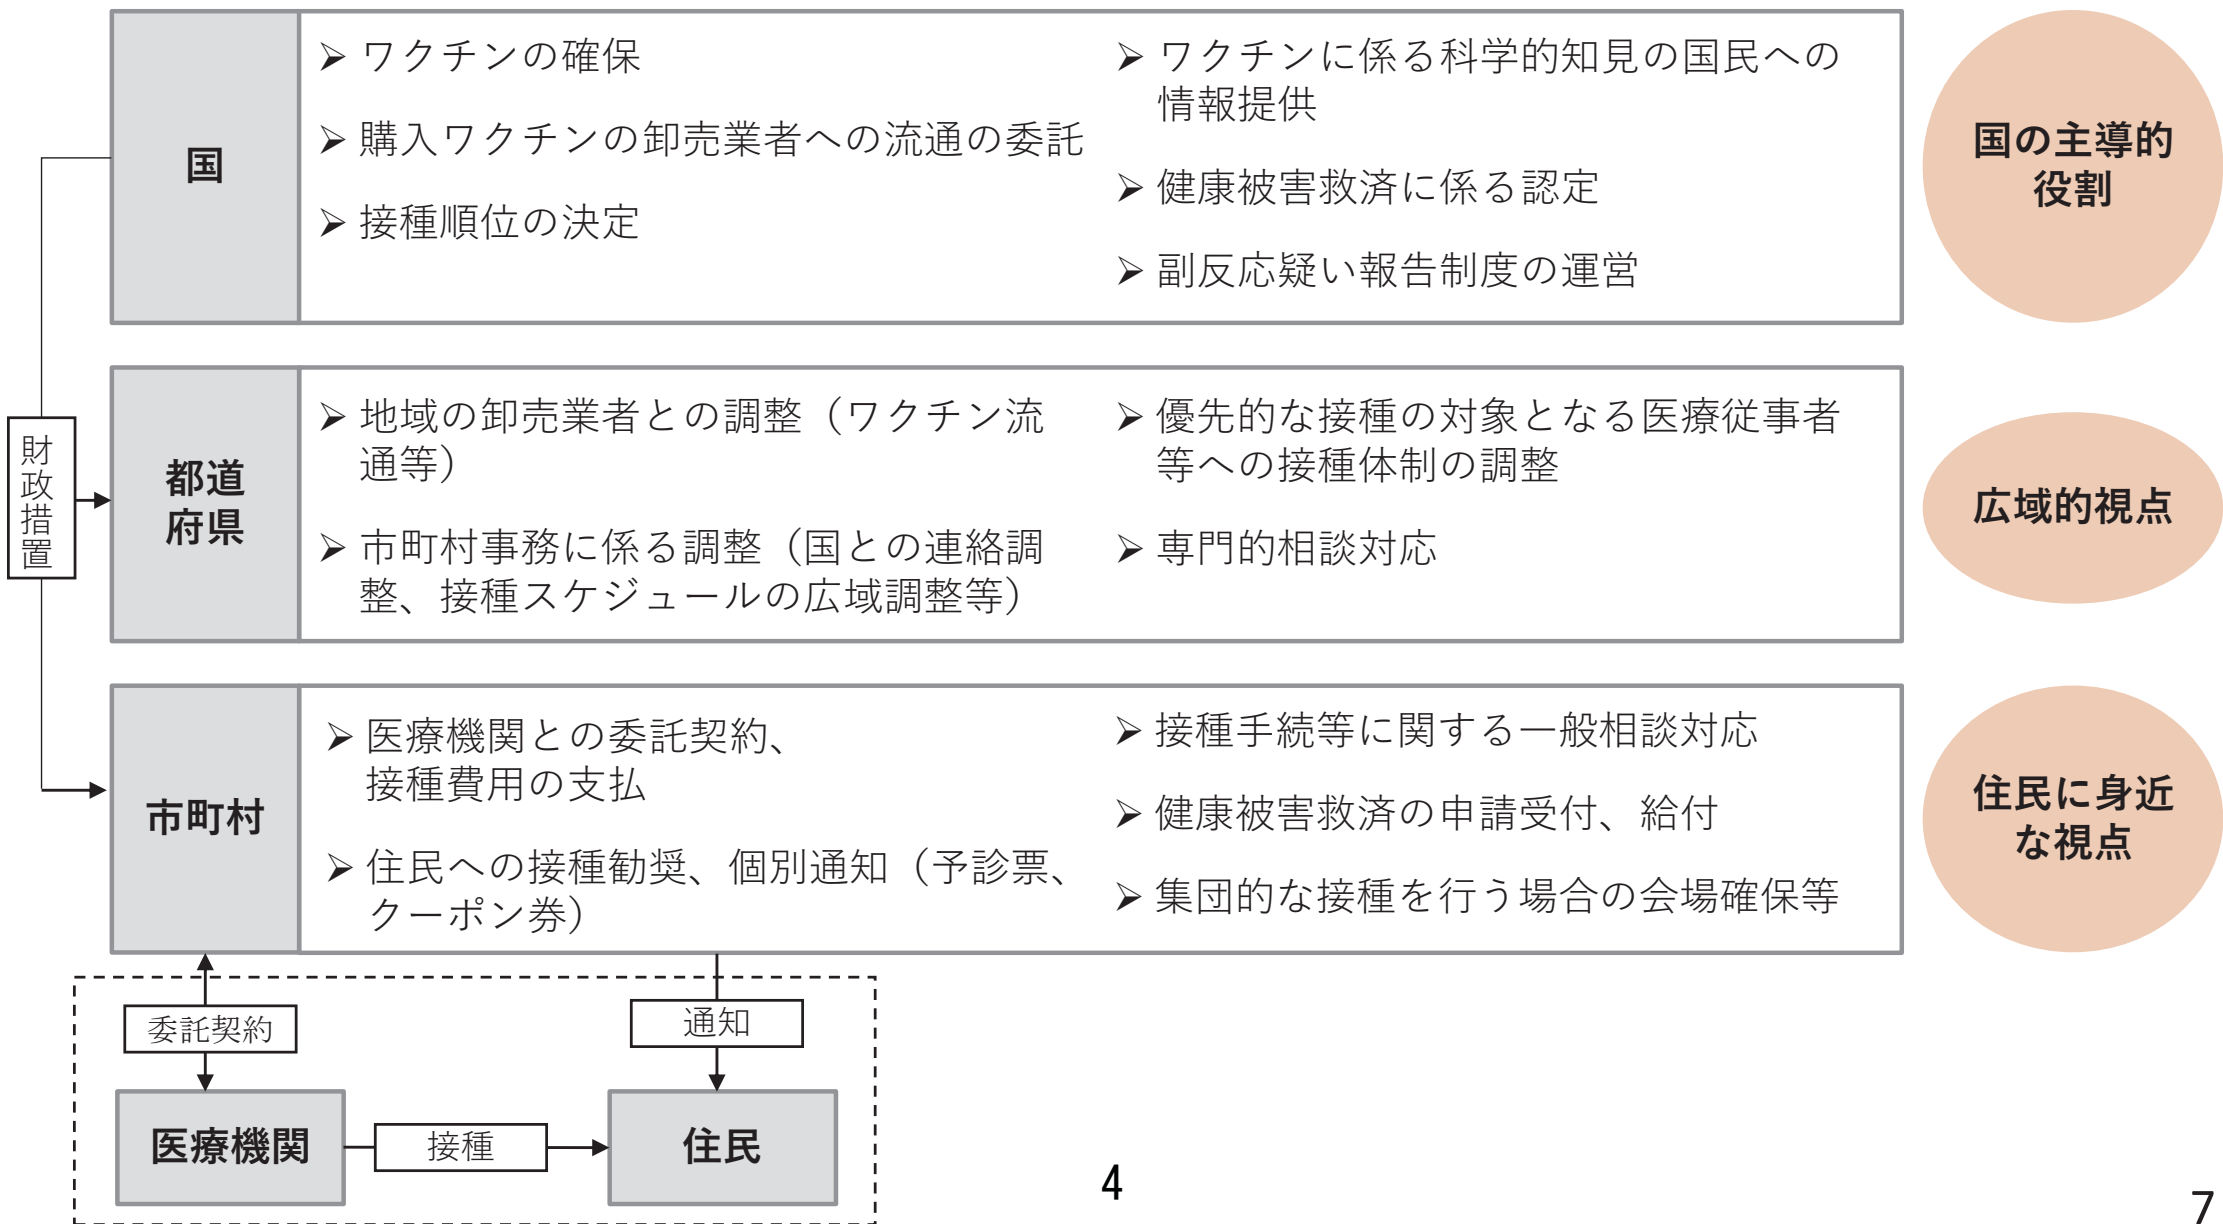 国
➢ ワクチンの確保
➢ 購入ワクチンの卸売業者への流通の委託
➢ 接種順位の決定
➢ ワクチンに係る科学的知見の国民への
情報提供
➢ 健康被害救済に係る認定
➢ 副反応疑い報告制度の運営
国の主導的
役割
財政措置
都道
府県
➢ 地域の卸売業者との調整（ワクチン流
通等）
➢ 市町村事務に係る調整（国との連絡調
整、接種スケジュールの広域調整等）
➢ 優先的な接種の対象となる医療従事者
等への接種体制の調整
➢ 専門的相談対応
広域的視点
市町村
➢ 医療機関との委託契約、
接種費用の支払
➢ 住民への接種勧奨、個別通知（予診票、
クーポン券）
➢ 接種手続等に関する一般相談対応
➢ 健康被害救済の申請受付、給付
➢ 集団的な接種を行う場合の会場確保等
住民に身近
な視点
委託契約
通知
医療機関
接種
住民
4
7